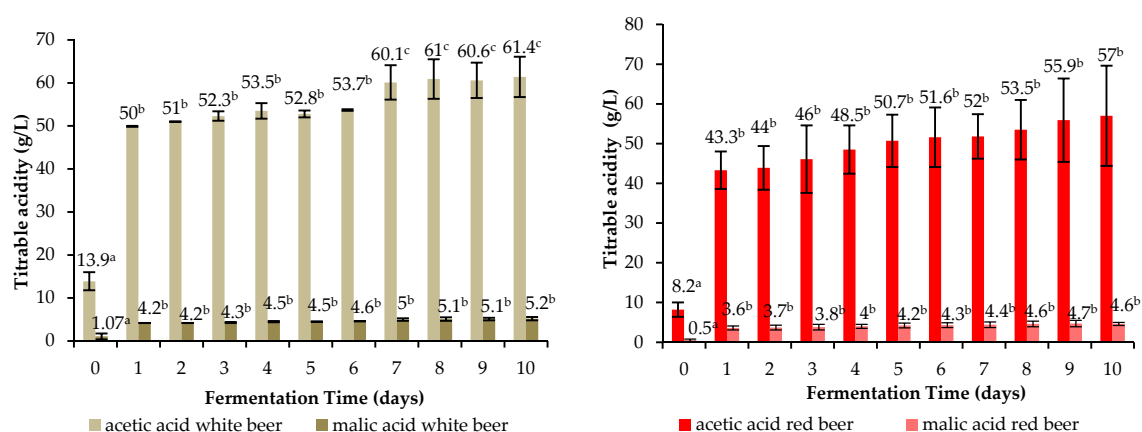 70
60
50
40
30
20
10
0
Titrable acidity (g/L)
13.9ᵃ
1.07ᵃ
50ᵇ
4.2ᵇ
51ᵇ
4.2ᵇ
52.3ᵇ
4.3ᵇ
53.5ᵇ
4.5ᵇ
52.8ᵇ
4.5ᵇ
53.7ᵇ
4.6ᵇ
60.1ᶜ
5ᵇ
61ᶜ
5.1ᵇ
60.6ᶜ
5.1ᵇ
61.4ᶜ
5.2ᵇ
0 1 2 3 4 5 6 7 8 9 10
Fermentation Time (days)
acetic acid white beer malic acid white beer
80
70
60
50
40
30
20
10
0
Titrable acidity (g/L)
8.2ᵃ
0.5ᵃ
43.3ᵇ
3.6ᵇ
44ᵇ
3.7ᵇ
46ᵇ
3.8ᵇ
48.5ᵇ
4ᵇ
50.7ᵇ
4.2ᵇ
51.6ᵇ
4.3ᵇ
52ᵇ
4.4ᵇ
53.5ᵇ
4.6ᵇ
55.9ᵇ
4.7ᵇ
57ᵇ
4.6ᵇ
0 1 2 3 4 5 6 7 8 9 10
Fermentation Time (days)
acetic acid red beer malic acid red beer